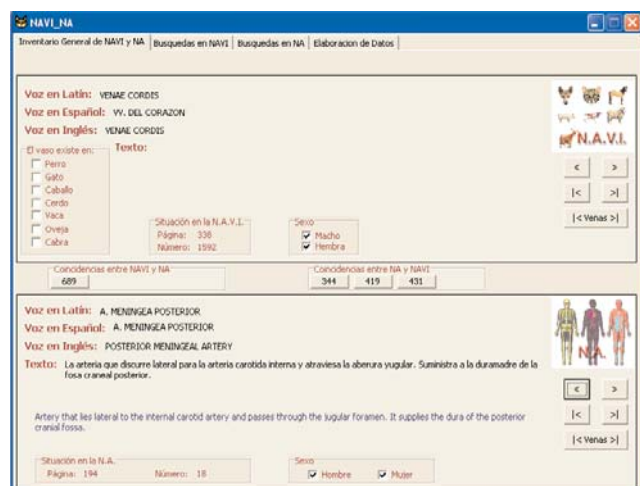 NAVI_NA
Inventario General de NAVI y NA Busquedas en NAVI Busquedas en NA Elaboracion de Datos
Voz en Latín: VENAE CORDIS
Voz en Español: VV. DEL CORAZON
Voz en Inglés: VENAE CORDIS
El vaso existe en: Texto:
Perro
Gato
Caballo
Cerdo
Vaca
Oveja
Cabra
Situación en la N.A.V.I.
Página: 338
Número: 1592
Sexo
Macho
Hembra
N.A.V.I.
< >
|< >|
|< Venas >|
Coincidencias entre NAVI y NA
689
Coincidencias entre NA y NAVI
344 419 431
Voz en Latín: A. MENINGEA POSTERIOR
Voz en Español: A. MENINGEA POSTERIOR
Voz en Inglés: POSTERIOR MENINGEAL ARTERY
Texto: La arteria que discurre lateral para la arteria carotida interna y atraviesa la aberura yugular. Suministra a la duramadre de la
fosa craneal posterior.
Artery that lies lateral to the internal carotid artery and passes through the jugular foramen. It supplies the dura of the posterior
cranial fossa.
Situación en la N.A.
Página: 194 Número: 18
Sexo
Hombre Mujer
N.A.
< >
|< >|
|< Venas >|